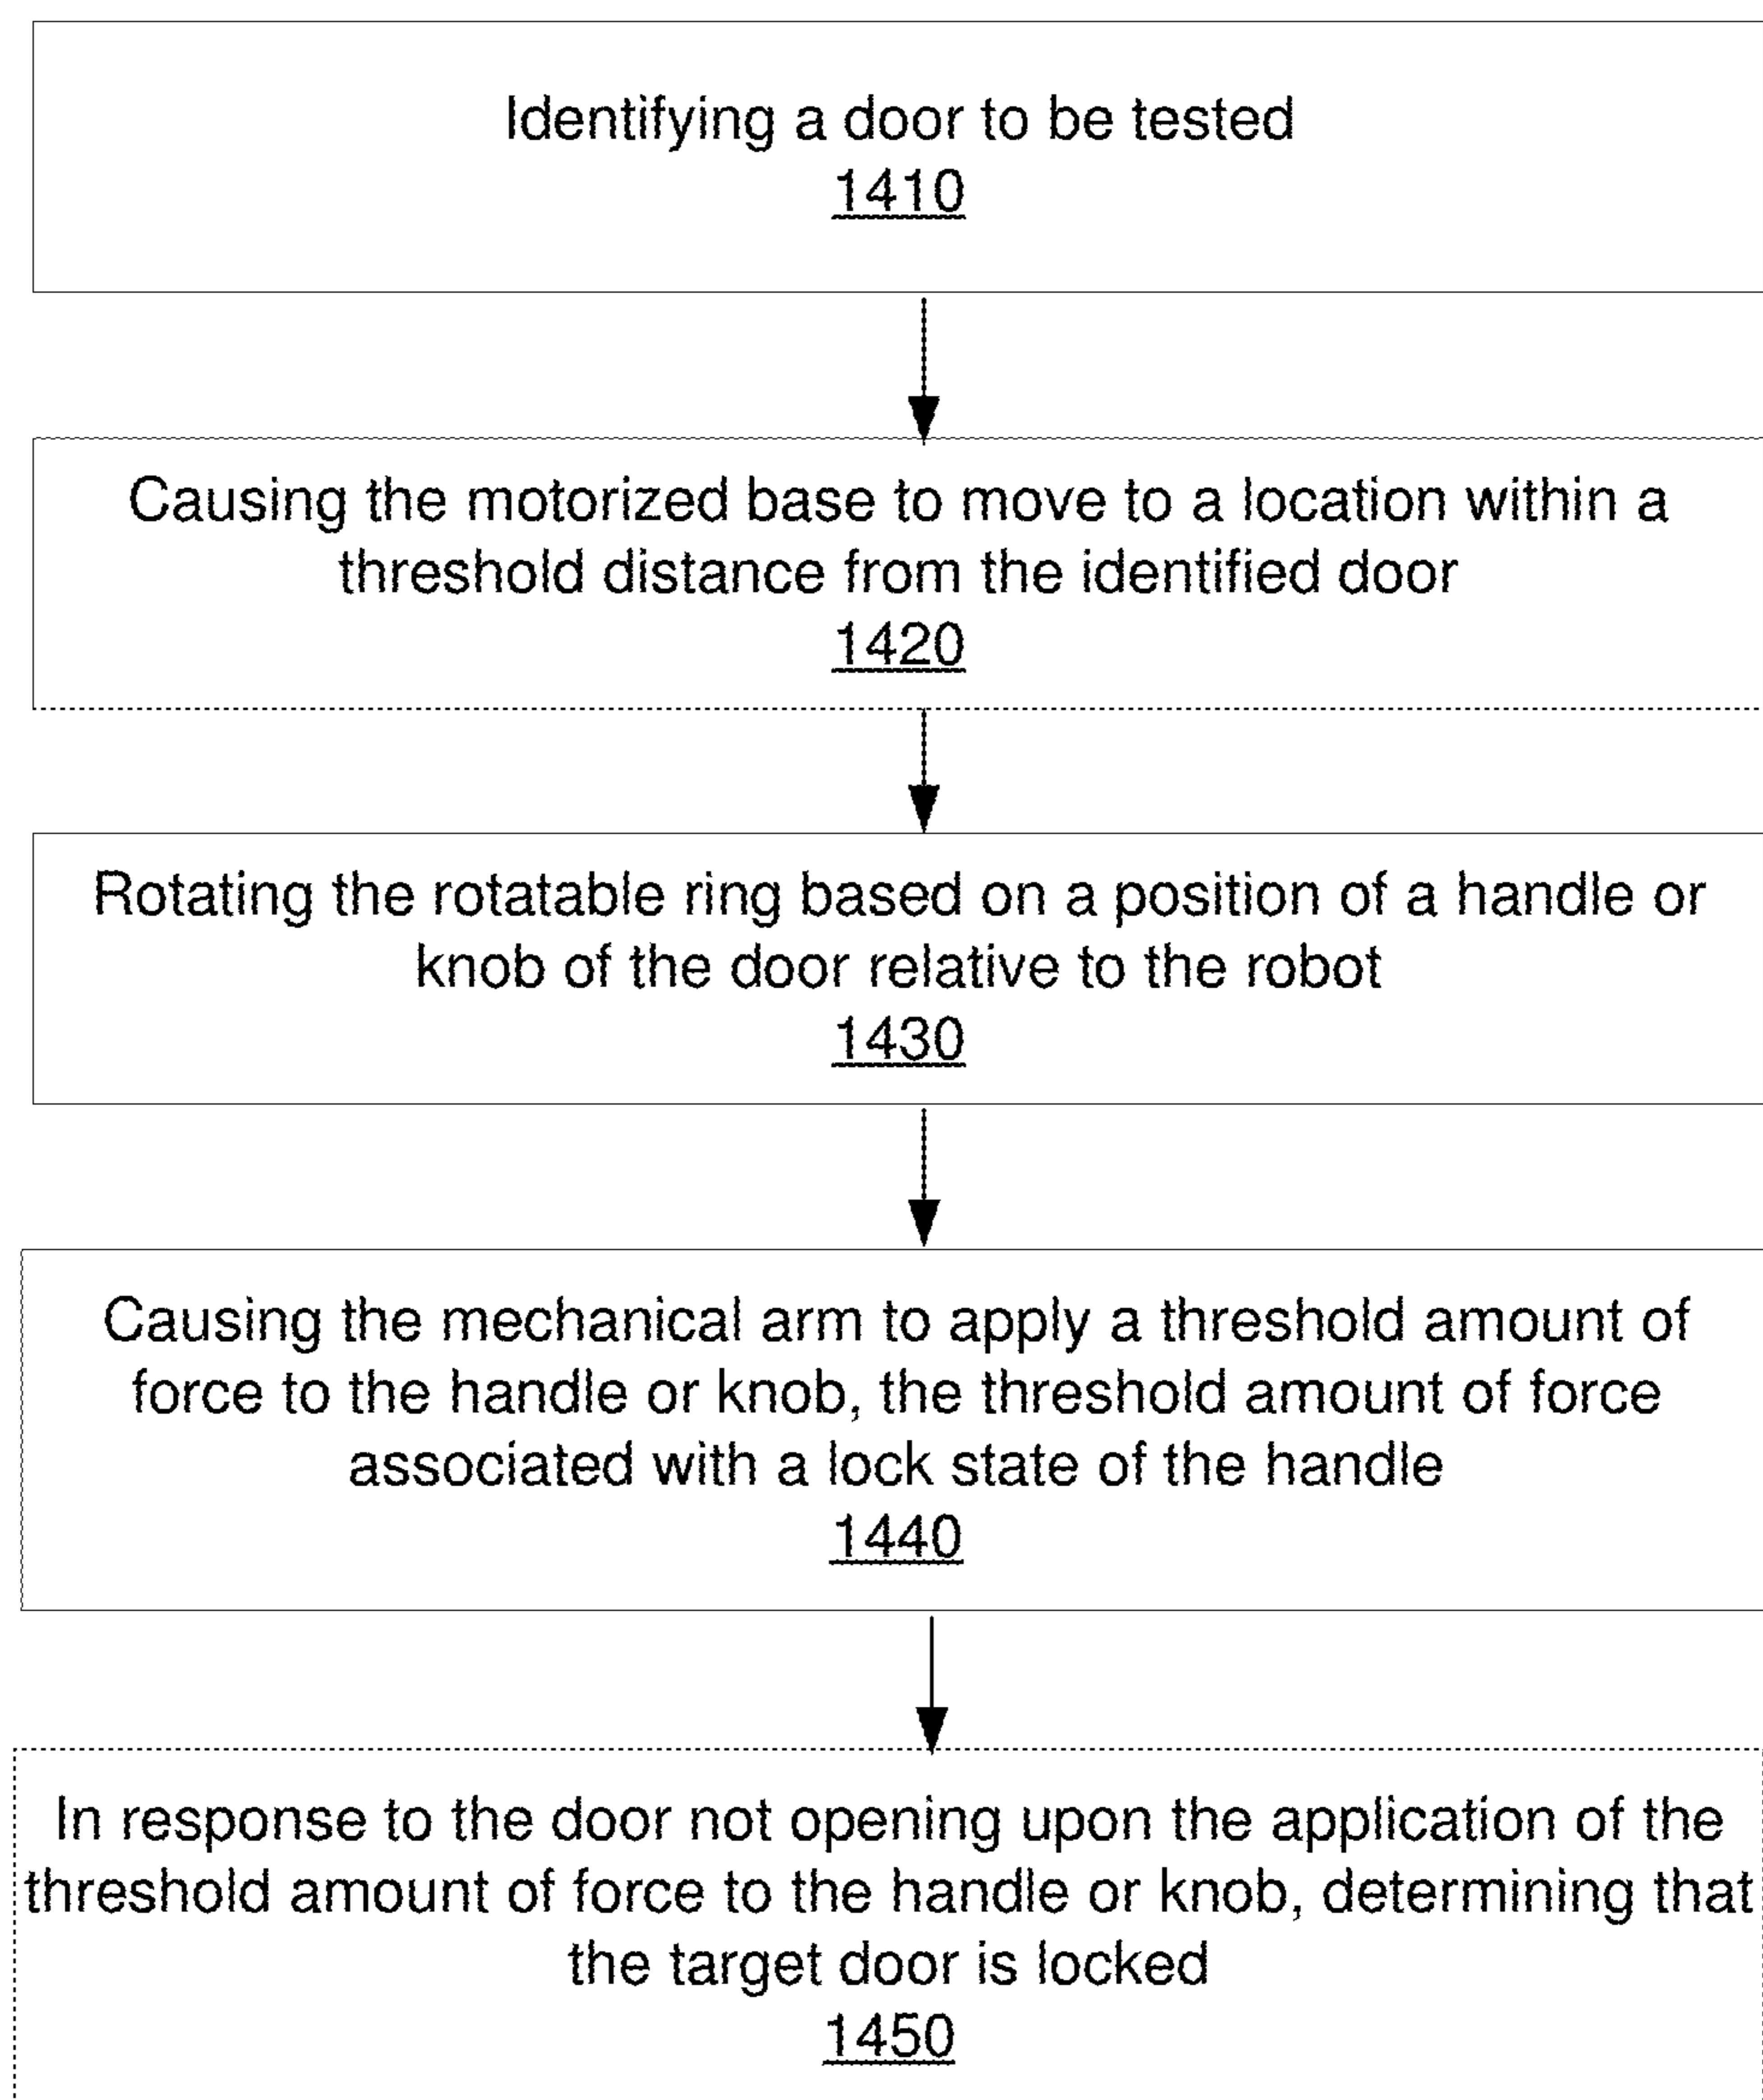 Identifying a door to be tested
1410
Causing the motorized base to move to a location within a
threshold distance from the identified door
1420
Rotating the rotatable ring based on a position of a handle or
knob of the door relative to the robot
1430
Causing the mechanical arm to apply a threshold amount of
force to the handle or knob, the threshold amount of force
associated with a lock state of the handle
1440
In response to the door not opening upon the application of the
threshold amount of force to the handle or knob, determining that
the target door is locked
1450